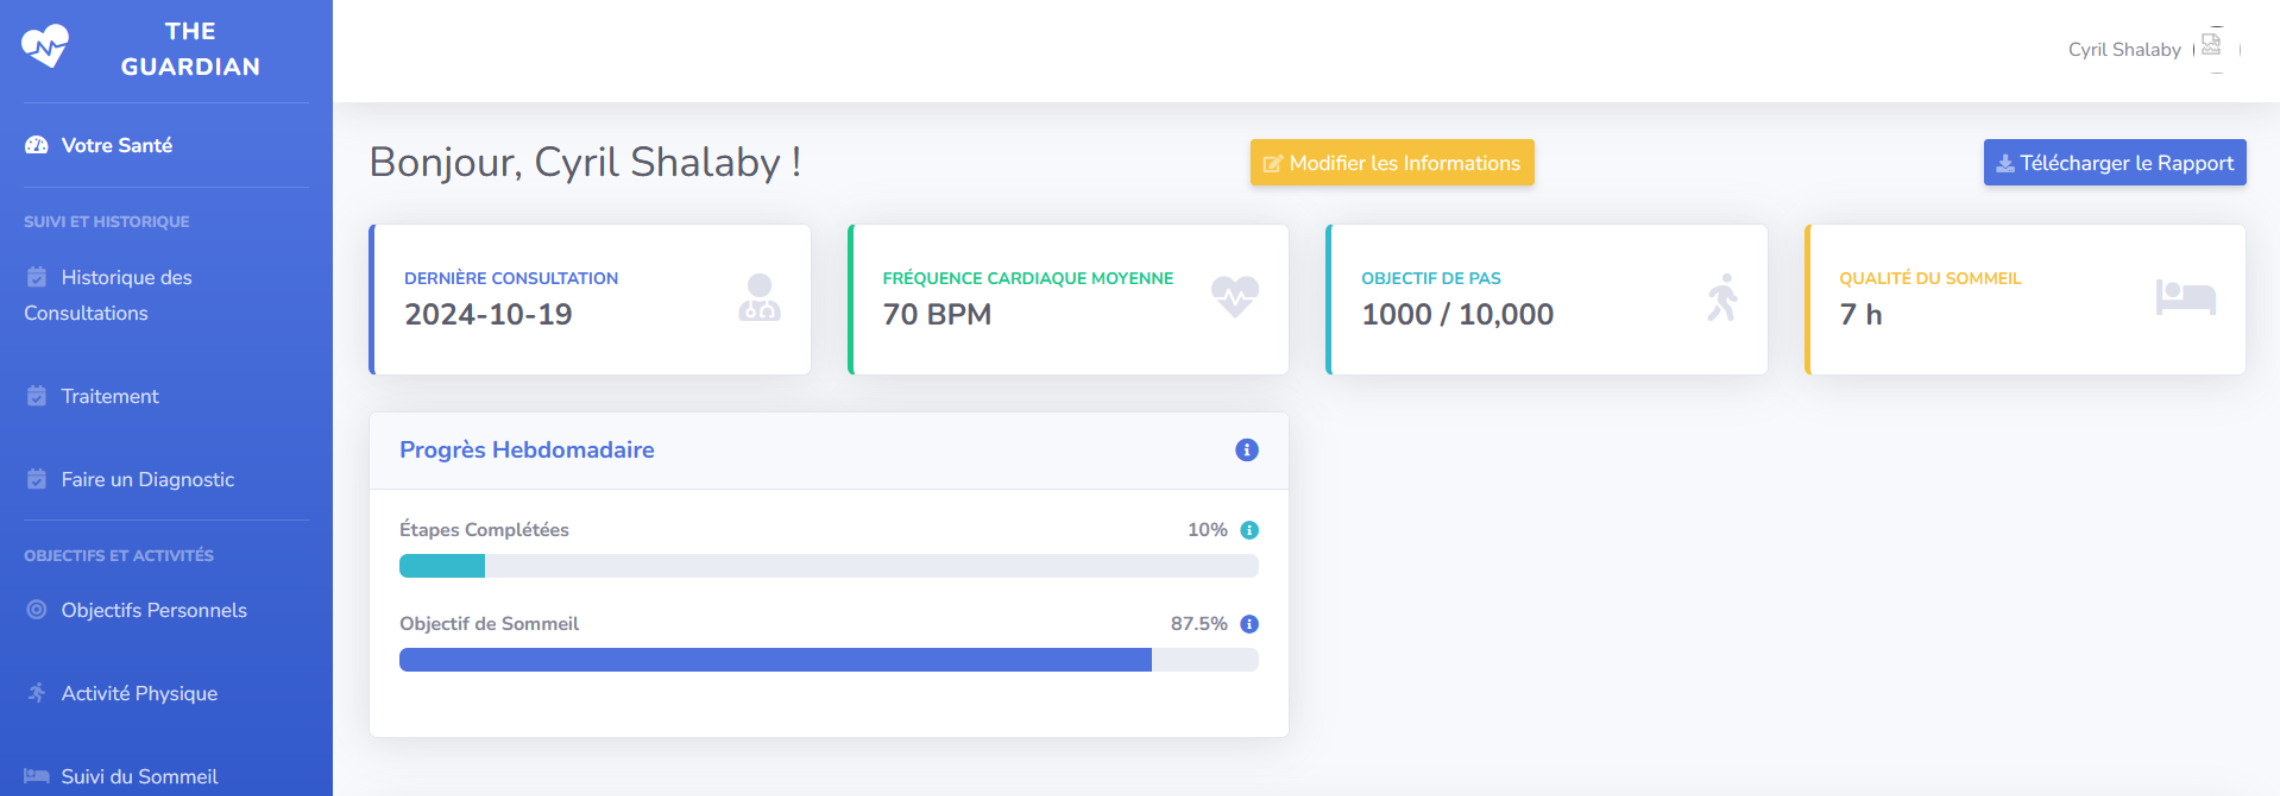 THE
GUARDIAN
Votre Santé
SUIVI ET HISTORIQUE
Historique des
Consultations
Traitement
Faire un Diagnostic
OBJECTIFS ET ACTIVITÉS
Objectifs Personnels
Activité Physique
Suivi du Sommeil
Cyril Shalaby
Bonjour, Cyril Shalaby !
Modifier les Informations
Télécharger le Rapport
DERNIÈRE CONSULTATION
2024-10-19
FRÉQUENCE CARDIAQUE MOYENNE
70 BPM
OBJECTIF DE PAS
1000 / 10,000
QUALITÉ DU SOMMEIL
7 h
Progrès Hebdomadaire
Étapes Complétées 10%
Objectif de Sommeil 87.5%